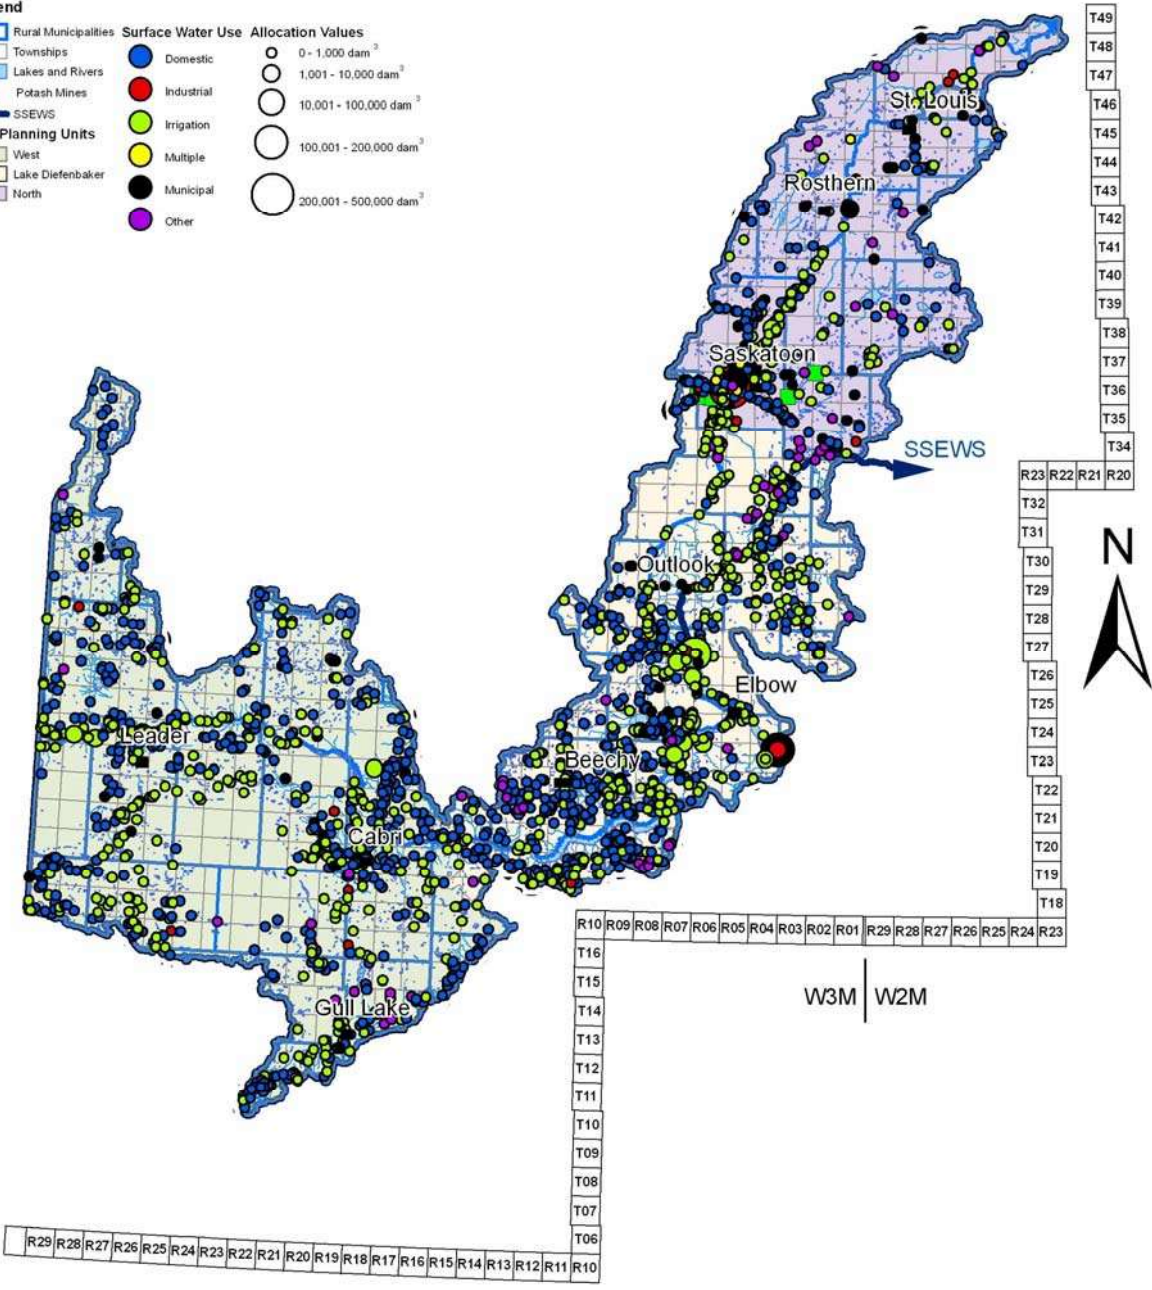 end
Rural Municipalities
Townships
Lakes and Rivers
Potash Mines
SSEWS
Planning Units
West
Lake Diefenbaker
North
Surface Water Use
Domestic
Industrial
Irrigation
Multiple
Municipal
Other
Allocation Values
0 - 1,000 dam³
1,001 - 10,000 dam³
10,001 - 100,000 dam³
100,001 - 200,000 dam³
200,001 - 500,000 dam³
T49
T48
T47
T46
T45
T44
T43
T42
T41
T40
T39
T38
T37
T36
T35
T34
R23 R22 R21 R20
T32
T31
T30
T29
T28
T27
T26
T25
T24
T23
T22
T21
T20
T19
T18
St. Louis
Rosthern
Saskatoon
SSEWS
Outlook
Elbow
Beechy
Leader
Cabri
Gull Lake
N
R10 R09 R08 R07 R06 R05 R04 R03 R02 R01 R29 R28 R27 R26 R25 R24 R23
W3M W2M
T16
T15
T14
T13
T12
T11
T10
T09
T08
T07
T06
R29 R28 R27 R26 R25 R24 R23 R22 R21 R20 R19 R18 R17 R16 R15 R14 R13 R12 R11 R10